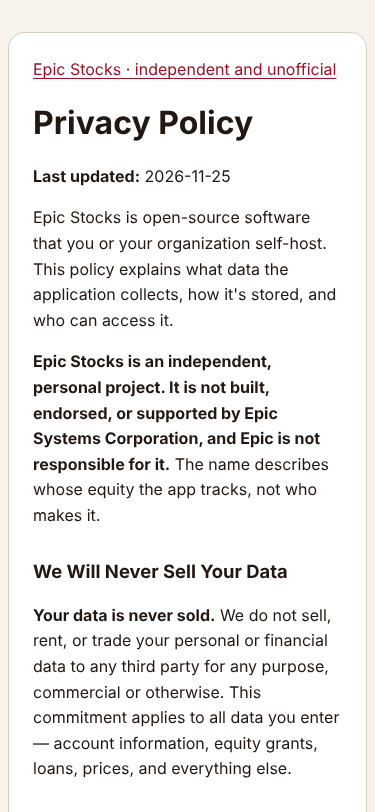 Epic Stocks · independent and unofficial
Privacy Policy
Last updated: 2026-11-25
Epic Stocks is open-source software
that you or your organization self-host.
This policy explains what data the
application collects, how it's stored, and
who can access it.
Epic Stocks is an independent,
personal project. It is not built,
endorsed, or supported by Epic
Systems Corporation, and Epic is not
responsible for it. The name describes
whose equity the app tracks, not who
makes it.
We Will Never Sell Your Data
Your data is never sold. We do not sell,
rent, or trade your personal or financial
data to any third party for any purpose,
commercial or otherwise. This
commitment applies to all data you enter
— account information, equity grants,
loans, prices, and everything else.